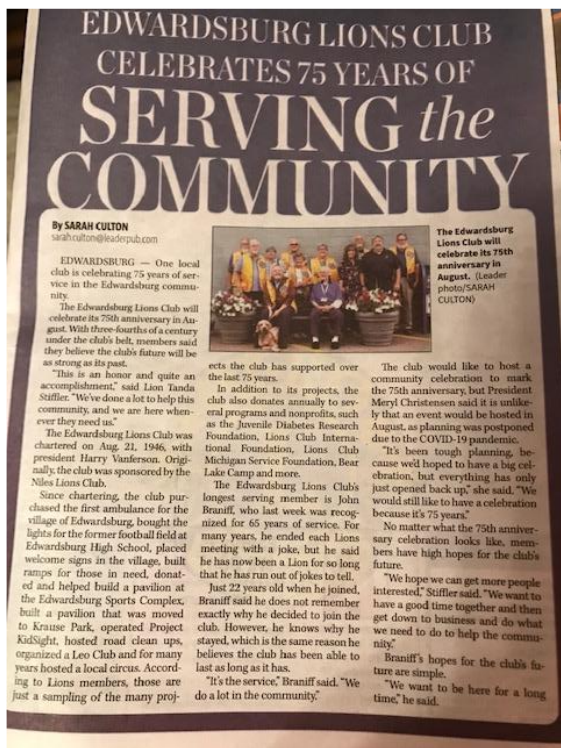 EDWARDSBURG LIONS CLUB
CELEBRATES 75 YEARS OF
SERVING the
COMMUNITY
By SARAH CULTON
sarah.culton@leaderpub.com
EDWARDSBURG — One local
club is celebrating 75 years of ser-
vice in the Edwardsburg commu-
nity.
The Edwardsburg Lions Club will
celebrate its 75th anniversary in Au-
gust. With three-fourths of a century
under the club's belt, members said
they believe the club's future will be
as strong as its past.
"This is an honor and quite an
accomplishment," said Lion Tanda
Stiffler. "We've done a lot to help this
community, and we are here when-
ever they need us."
The Edwardsburg Lions Club was
chartered on Aug. 21, 1946, with
president Harry Vanferson. Origi-
nally, the club was sponsored by the
Niles Lions Club.
Since chartering, the club pur-
chased the first ambulance for the
village of Edwardsburg, bought the
lights for the former football field at
Edwardsburg High School, placed
welcome signs in the village, built
ramps for those in need, donat-
ed and helped build a pavilion at
the Edwardsburg Sports Complex,
built a pavilion that was moved
to Krause Park, operated Project
KidSight, hosted road clean ups,
organized a Leo Club and for many
years hosted a local circus. Accord-
ing to Lions members, those are
just a sampling of the many proj-
The Edwardsburg
Lions Club will
celebrate its 75th
anniversary in
August. (Leader
photo/SARAH
CULTON)
ects the club has supported over
the last 75 years.
In addition to its projects, the
club also donates annually to sev-
eral programs and nonprofits, such
as the Juvenile Diabetes Research
Foundation, Lions Club Interna-
tional Foundation, Lions Club
Michigan Service Foundation, Bear
Lake Camp and more.
The Edwardsburg Lions Club's
longest serving member is John
Braniff, who last week was recog-
nized for 65 years of service. For
many years, he ended each Lions
meeting with a joke, but he said
he has now been a Lion for so long
that he has run out of jokes to tell.
Just 22 years old when he joined,
Braniff said he does not remember
exactly why he decided to join the
club. However, he knows why he
stayed, which is the same reason he
believes the club has been able to
last as long as it has.
"It's the service," Braniff said. "We
do a lot in the community."
The club would like to host a
community celebration to mark
the 75th anniversary, but President
Meryl Christensen said it is unlike-
ly that an event would be hosted in
August, as planning was postponed
due to the COVID-19 pandemic.
"It's been tough planning, be-
cause we'd hoped to have a big cel-
ebration, but everything has only
just opened back up," she said. "We
would still like to have a celebration
because it's 75 years."
No matter what the 75th anniver-
sary celebration looks like, mem-
bers have high hopes for the club's
future.
"We hope we can get more people
interested," Stiffler said. "We want to
have a good time together and then
get down to business and do what
we need to do to help the commu-
nity."
Braniff's hopes for the club's fu-
ture are simple.
"We want to be here for a long
time," he said.